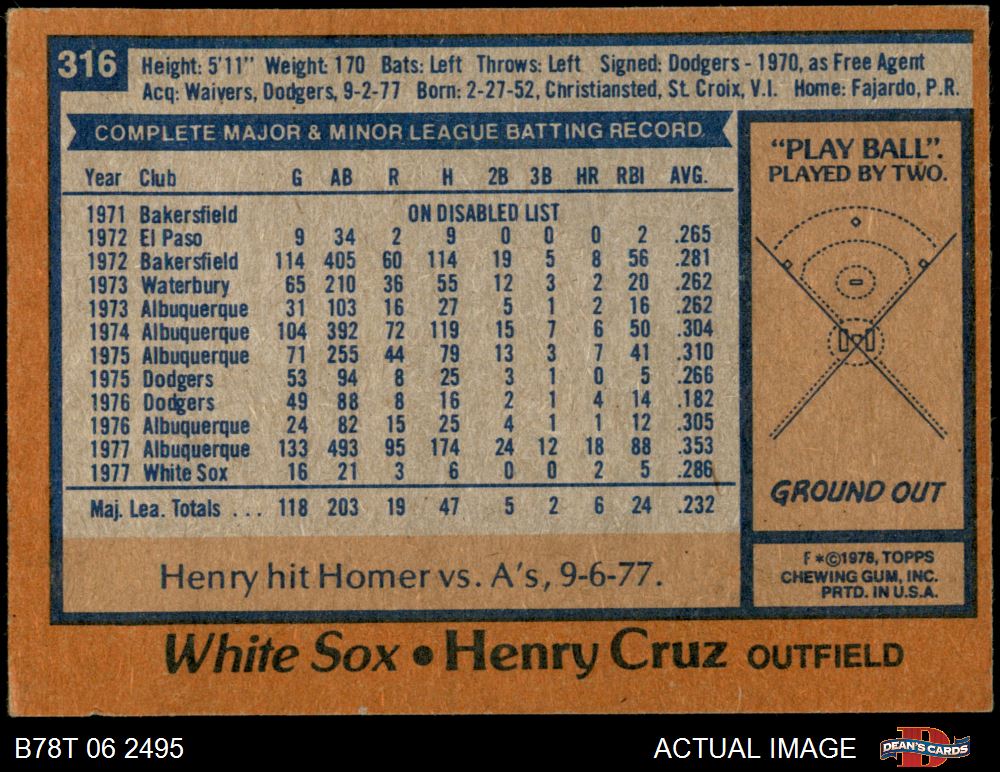 316
Height: 5'11" Weight: 170 Bats: Left Throws: Left Signed: Dodgers - 1970, as Free Agent
Acq: Waivers, Dodgers, 9-2-77 Born: 2-27-52, Christiansted, St. Croix, V.I. Home: Fajardo, P.R.
COMPLETE MAJOR & MINOR LEAGUE BATTING RECORD
Year Club G AB R H 2B 3B HR RBI AVG.
1971 Bakersfield ON DISABLED LIST
1972 El Paso 9 34 2 9 0 0 0 2 .265
1972 Bakersfield 114 405 60 114 19 5 8 56 .281
1973 Waterbury 65 210 36 55 12 3 2 20 .262
1973 Albuquerque 31 103 16 27 5 1 2 16 .262
1974 Albuquerque 104 392 72 119 15 7 6 50 .304
1975 Albuquerque 71 255 44 79 13 3 7 41 .310
1975 Dodgers 53 94 8 25 3 1 0 5 .266
1976 Dodgers 49 88 8 16 2 1 4 14 .182
1976 Albuquerque 24 82 15 25 4 1 1 12 .305
1977 Albuquerque 133 493 95 174 24 12 18 88 .353
1977 White Sox 16 21 3 6 0 0 2 5 .286
Maj. Lea. Totals . . . 118 203 19 47 5 2 6 24 .232
Henry hit Homer vs. A's, 9-6-77.
"PLAY BALL".
PLAYED BY TWO.
GROUND OUT
F *©1978, TOPPS
CHEWING GUM, INC.
PRTD. IN U.S.A.
White Sox • Henry Cruz OUTFIELD
B78T 06 2495 ACTUAL IMAGE
D
DEAN'S CARDS